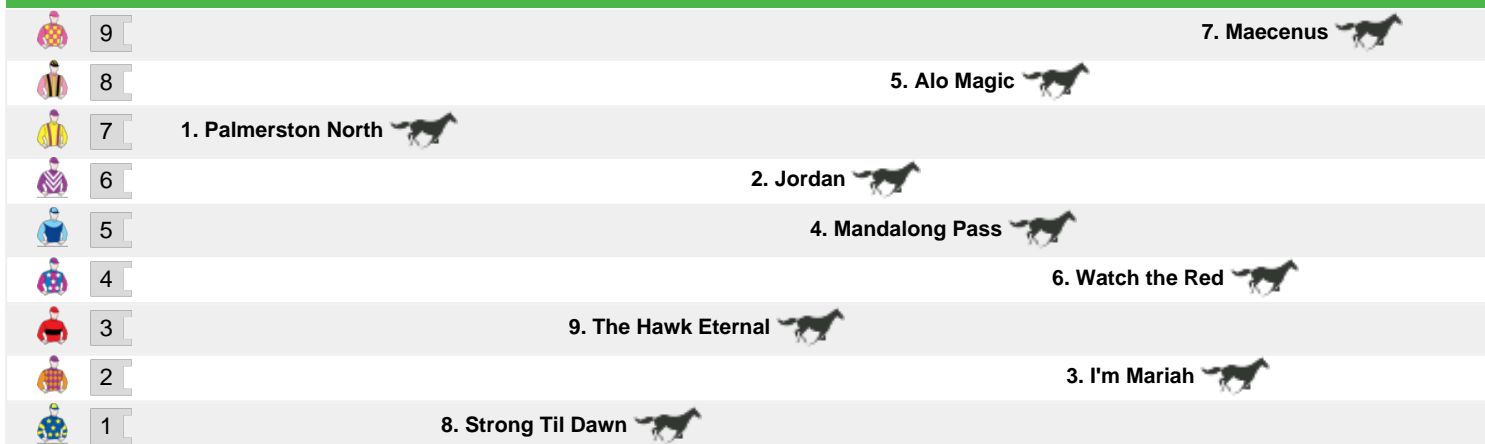 9 7. Maecenus
8 5. Alo Magic
7 1. Palmerston North
6 2. Jordan
5 4. Mandalong Pass
4 6. Watch the Red
3 9. The Hawk Eternal
2 3. I'm Mariah
1 8. Strong Til Dawn